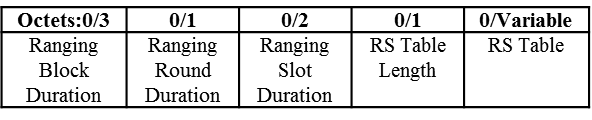 Octets:0/3 0/1 0/2 0/1 0/Variable
Ranging Ranging Ranging RS Table RS Table
Block Round Slot Length
Duration Duration Duration